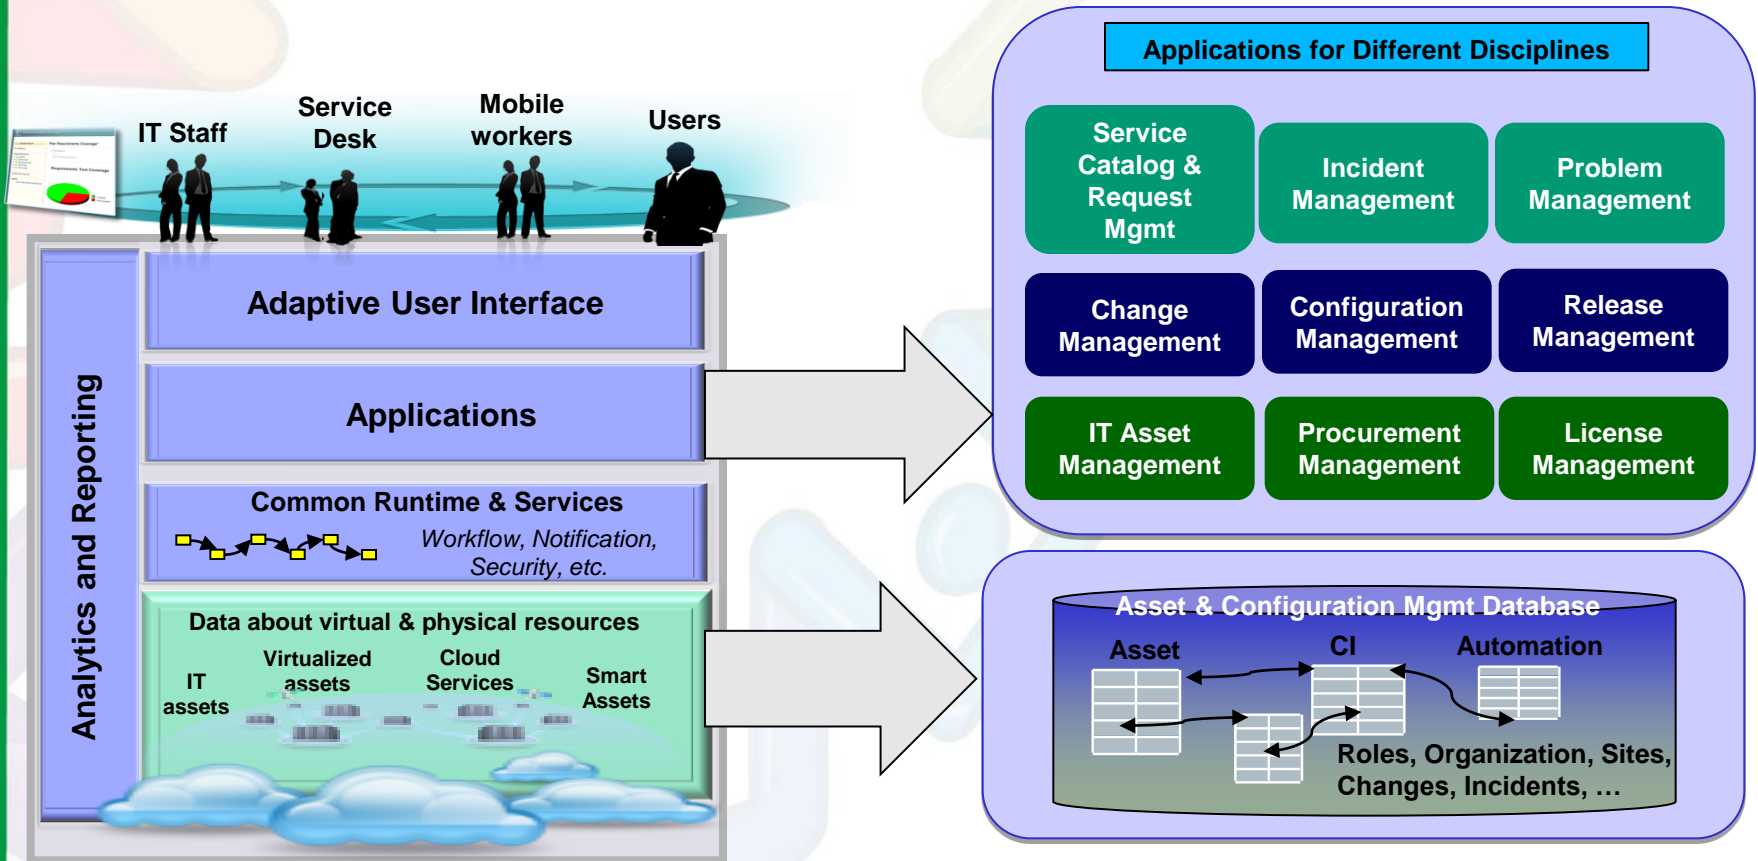 Applications for Different Disciplines
IT Staff
Service
Desk
Mobile
workers
Users
Service
Catalog &
Request
Mgmt
Incident
Management
Problem
Management
Change
Management
Configuration
Management
Release
Management
IT Asset
Management
Procurement
Management
License
Management
Analytics and Reporting
Adaptive User Interface
Applications
Common Runtime & Services
Workflow, Notification,
Security, etc.
Data about virtual & physical resources
IT
assets
Virtualized
assets
Cloud
Services
Smart
Assets
Asset & Configuration Mgmt Database
Asset
CI
Automation
Roles, Organization, Sites,
Changes, Incidents, …